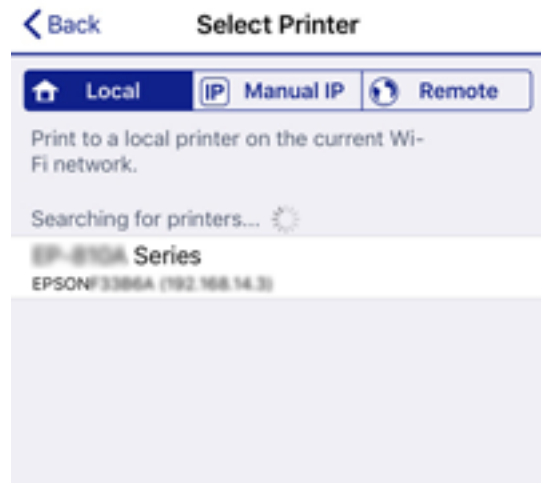 Back
Select Printer
Local
IP Manual IP
Remote
Print to a local printer on the current Wi-
Fi network.
Searching for printers...
Series
EPSON